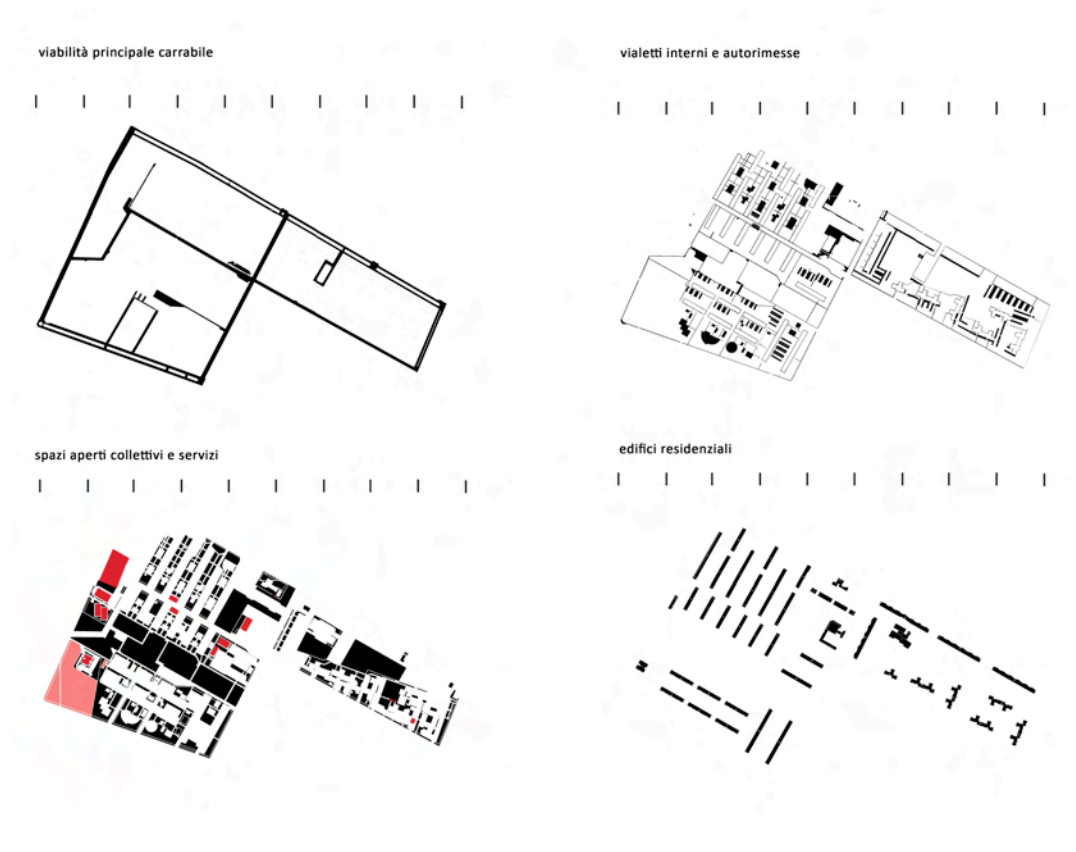 viabilità principale carrabile
vialetti interni e autorimesse
spazi aperti collettivi e servizi
edifici residenziali